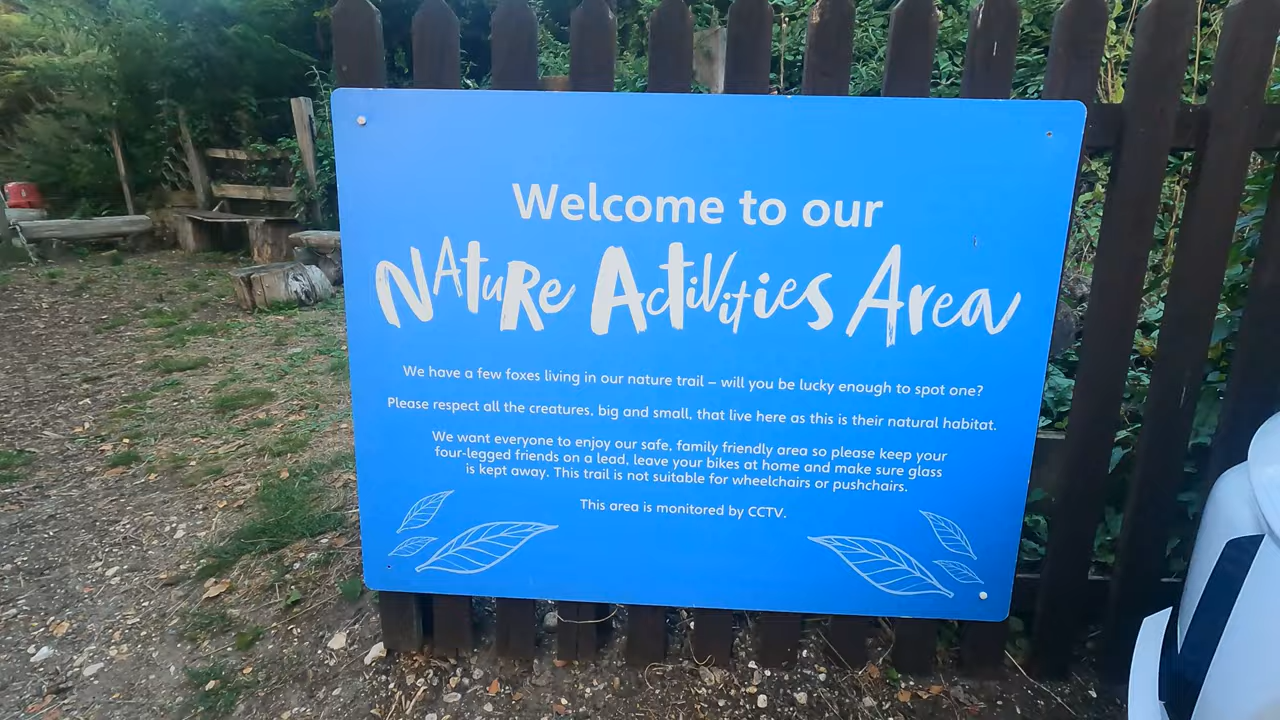 Welcome to our
Nature Activities Area
We have a few foxes living in our nature trail – will you be lucky enough to spot one?
Please respect all the creatures, big and small, that live here as this is their natural habitat.
We want everyone to enjoy our safe, family friendly area so please keep your
four-legged friends on a lead, leave your bikes at home and make sure glass
is kept away. This trail is not suitable for wheelchairs or pushchairs.
This area is monitored by CCTV.